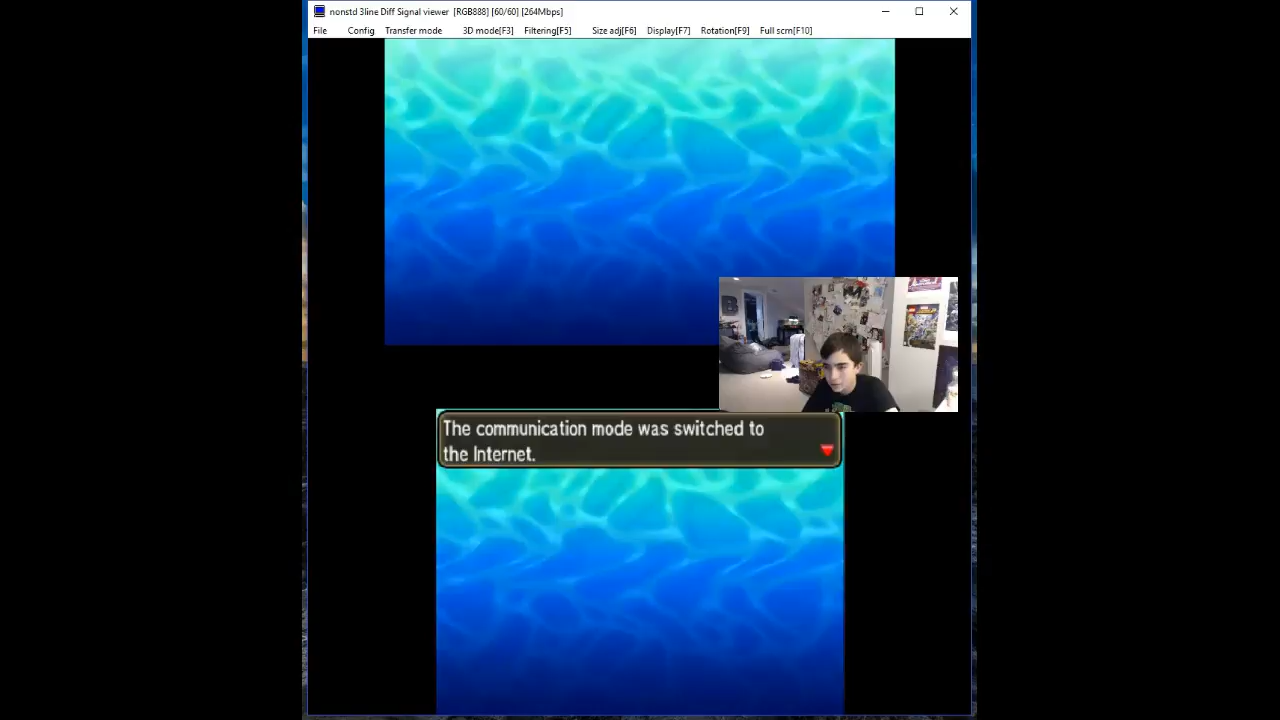 nonstd 3line Diff Signal viewer [RGB888] [60/60] [264Mbps]
File Config Transfer mode 3D mode[F3] Filtering[F5] Size adj[F6] Display[F7] Rotation[F9] Full scrn[F10]
The communication mode was switched to
the Internet.